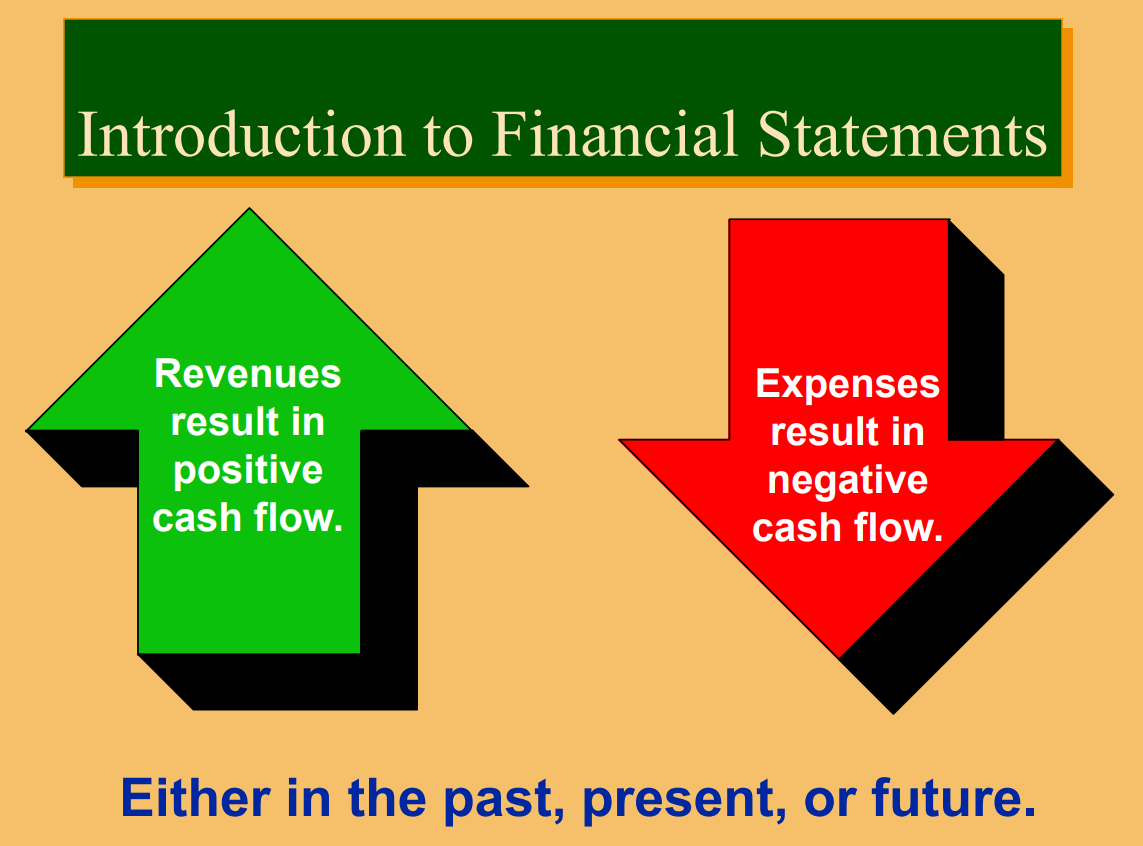 Introduction to Financial Statements
Revenues
result in
positive
cash flow.
Expenses
result in
negative
cash flow.
Either in the past, present, or future.